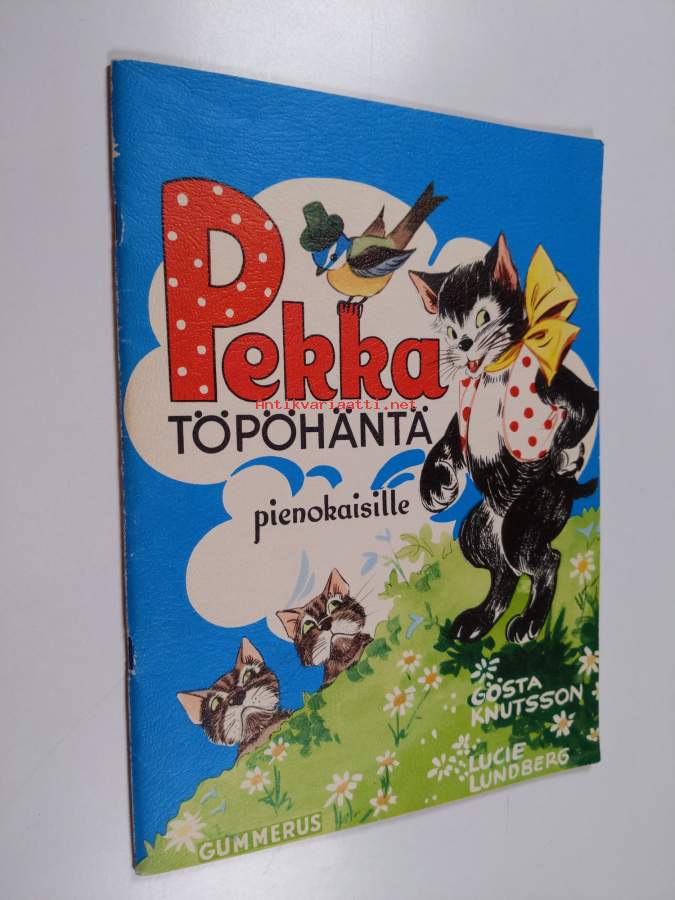 Pekka
Antikvariaatti.net
TÖPÖHÄNTÄ
pienokaisille
GÖSTA
KNUTSSON
LUCIE
LUNDBERG
GUMMERUS